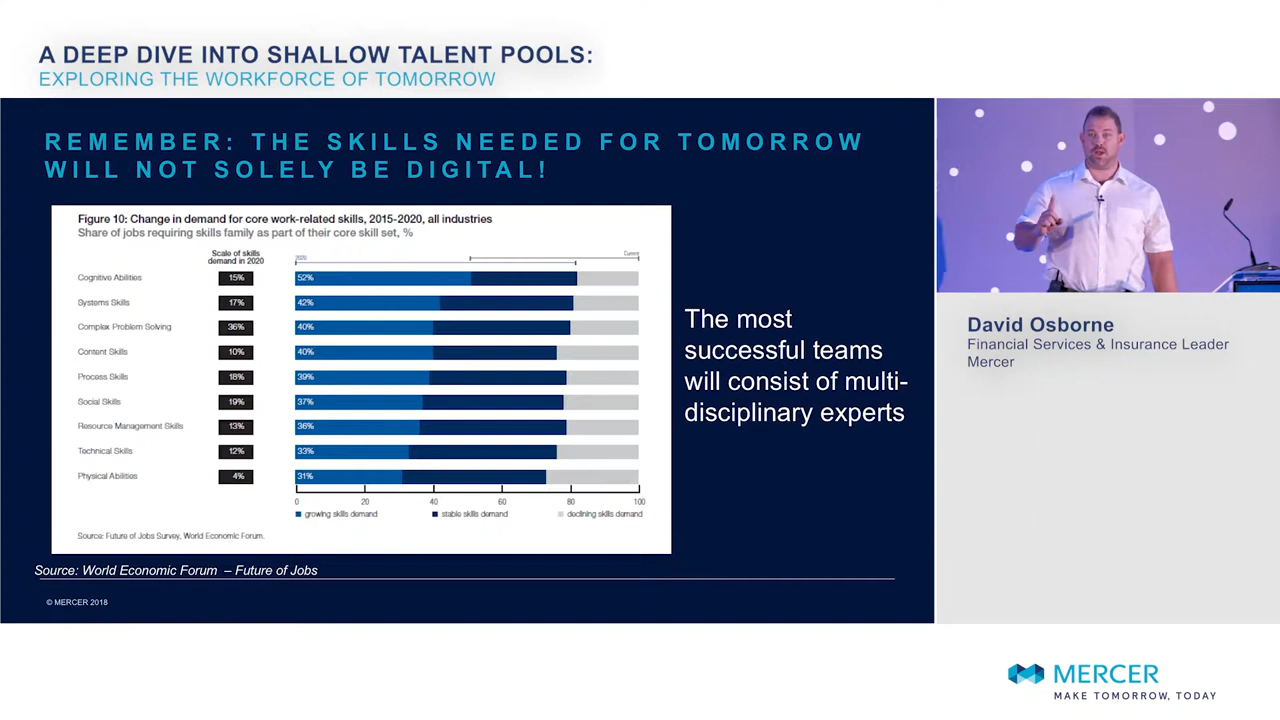 A DEEP DIVE INTO SHALLOW TALENT POOLS:
EXPLORING THE WORKFORCE OF TOMORROW
REMEMBER: THE SKILLS NEEDED FOR TOMORROW
WILL NOT SOLELY BE DIGITAL!
Figure 10: Change in demand for core work-related skills, 2015-2020, all industries
Share of jobs requiring skills family as part of their core skill set, %
Scale of skills
demand in 2020
2020
Current
Cognitive Abilities 15% 52%
Systems Skills 17% 42%
Complex Problem Solving 36% 40%
Content Skills 10% 40%
Process Skills 18% 39%
Social Skills 19% 37%
Resource Management Skills 13% 36%
Technical Skills 12% 33%
Physical Abilities 4% 31%
0 20 40 60 80 100
growing skills demand stable skills demand declining skills demand
Source: Future of Jobs Survey, World Economic Forum.
The most
successful teams
will consist of multi-
disciplinary experts
Source: World Economic Forum – Future of Jobs
© MERCER 2018
David Osborne
Financial Services & Insurance Leader
Mercer
MERCER
MAKE TOMORROW, TODAY